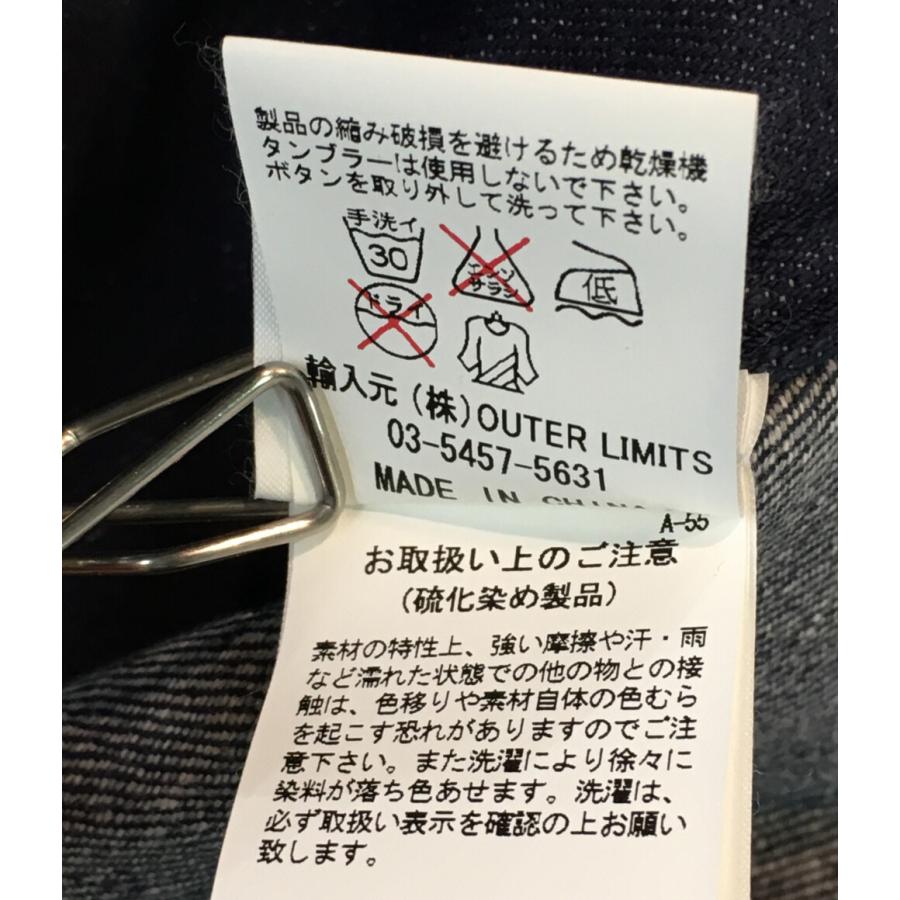 製品の縮み破損を避けるため乾燥機
タンブラーは使用しないで下さい。
ボタンを取り外して洗って下さい。
手洗イ
30
エンソ
サラシ
低
ドライ
輸入元 (株)OUTER LIMITS
03-5457-5631
MADE IN CHINA
A-55
お取扱い上のご注意
(硫化染め製品)
素材の特性上、強い摩擦や汗・雨
など濡れた状態での他の物との接
触は、色移りや素材自体の色むら
を起こす恐れがありますのでご注
意下さい。また洗濯により徐々に
染料が落ち色あせます。洗濯は、
必ず取扱い表示を確認の上お願い
致します。